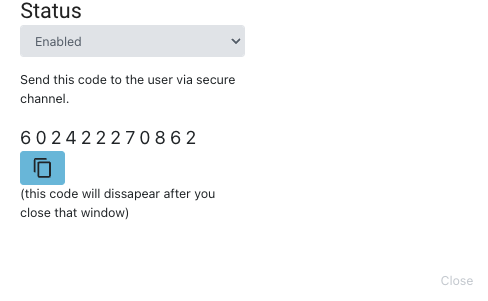 Status
Enabled
Send this code to the user via secure
channel.
6 0 2 4 2 2 2 7 0 8 6 2
(this code will dissapear after you
close that window)
Close